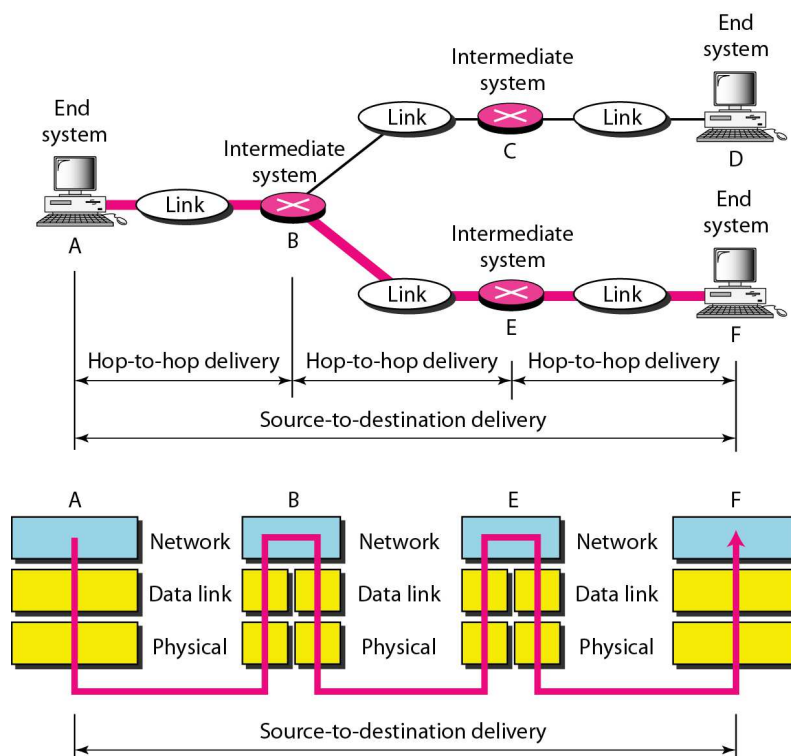 End
system
Intermediate
system
Link
Link
C
D
End
system
Intermediate
system
Link
B
A
End
system
Intermediate
system
Link
Link
E
F
Hop-to-hop delivery
Hop-to-hop delivery
Hop-to-hop delivery
Source-to-destination delivery
A
B
E
F
Network
Network
Network
Data link
Data link
Data link
Physical
Physical
Physical
Source-to-destination delivery